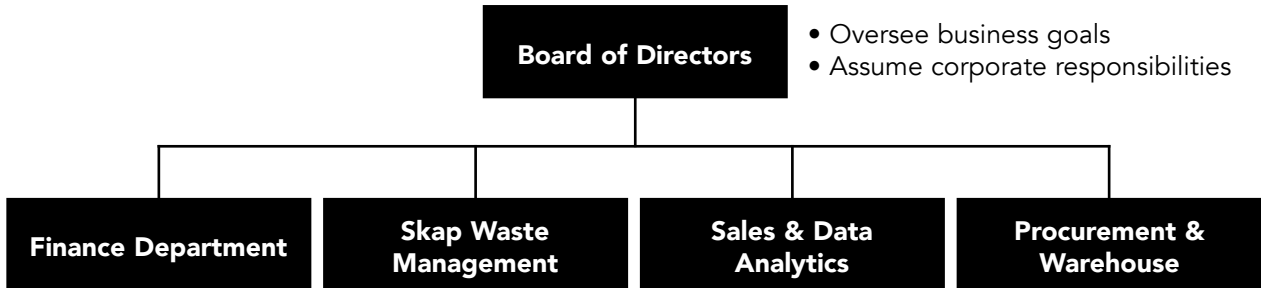 Board of Directors
• Oversee business goals
• Assume corporate responsibilities
Finance Department
Skap Waste
Management
Sales & Data
Analytics
Procurement &
Warehouse